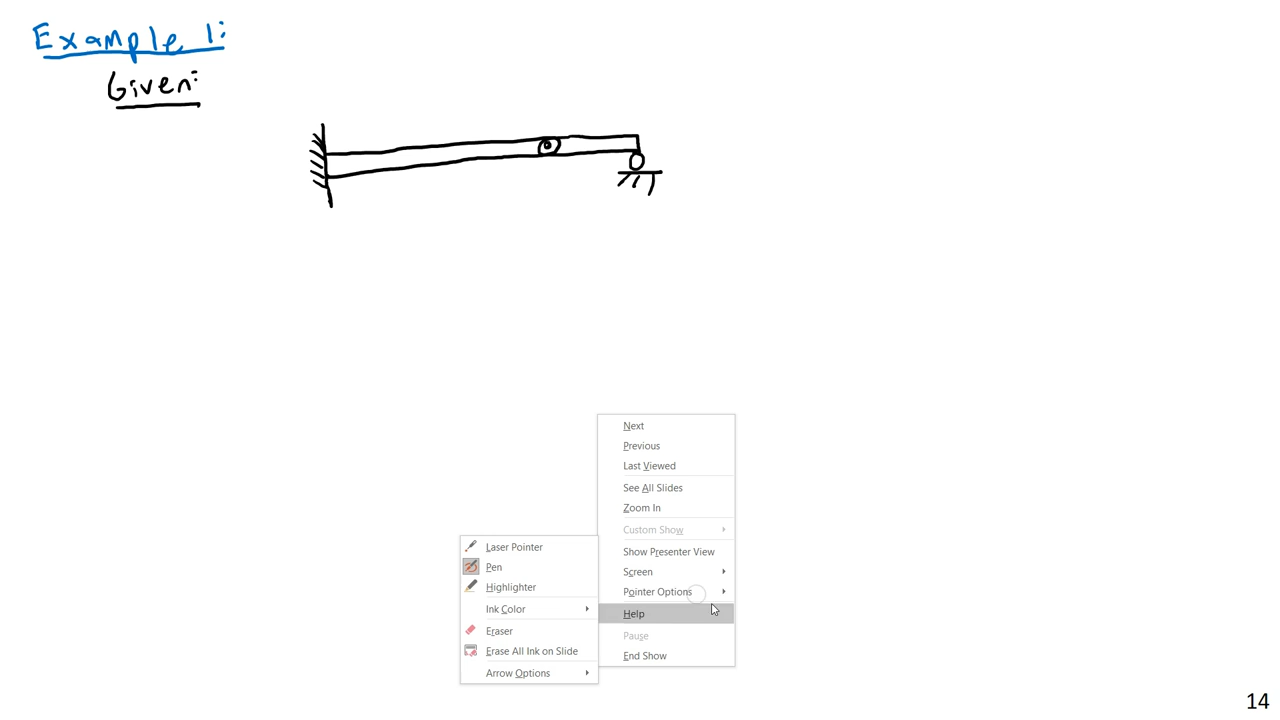 Example 1:
Given:
Next
Previous
Last Viewed
See All Slides
Zoom In
Custom Show
Show Presenter View
Screen
Pointer Options
Help
Pause
End Show
Laser Pointer
Pen
Highlighter
Ink Color
Eraser
Erase All Ink on Slide
Arrow Options
14